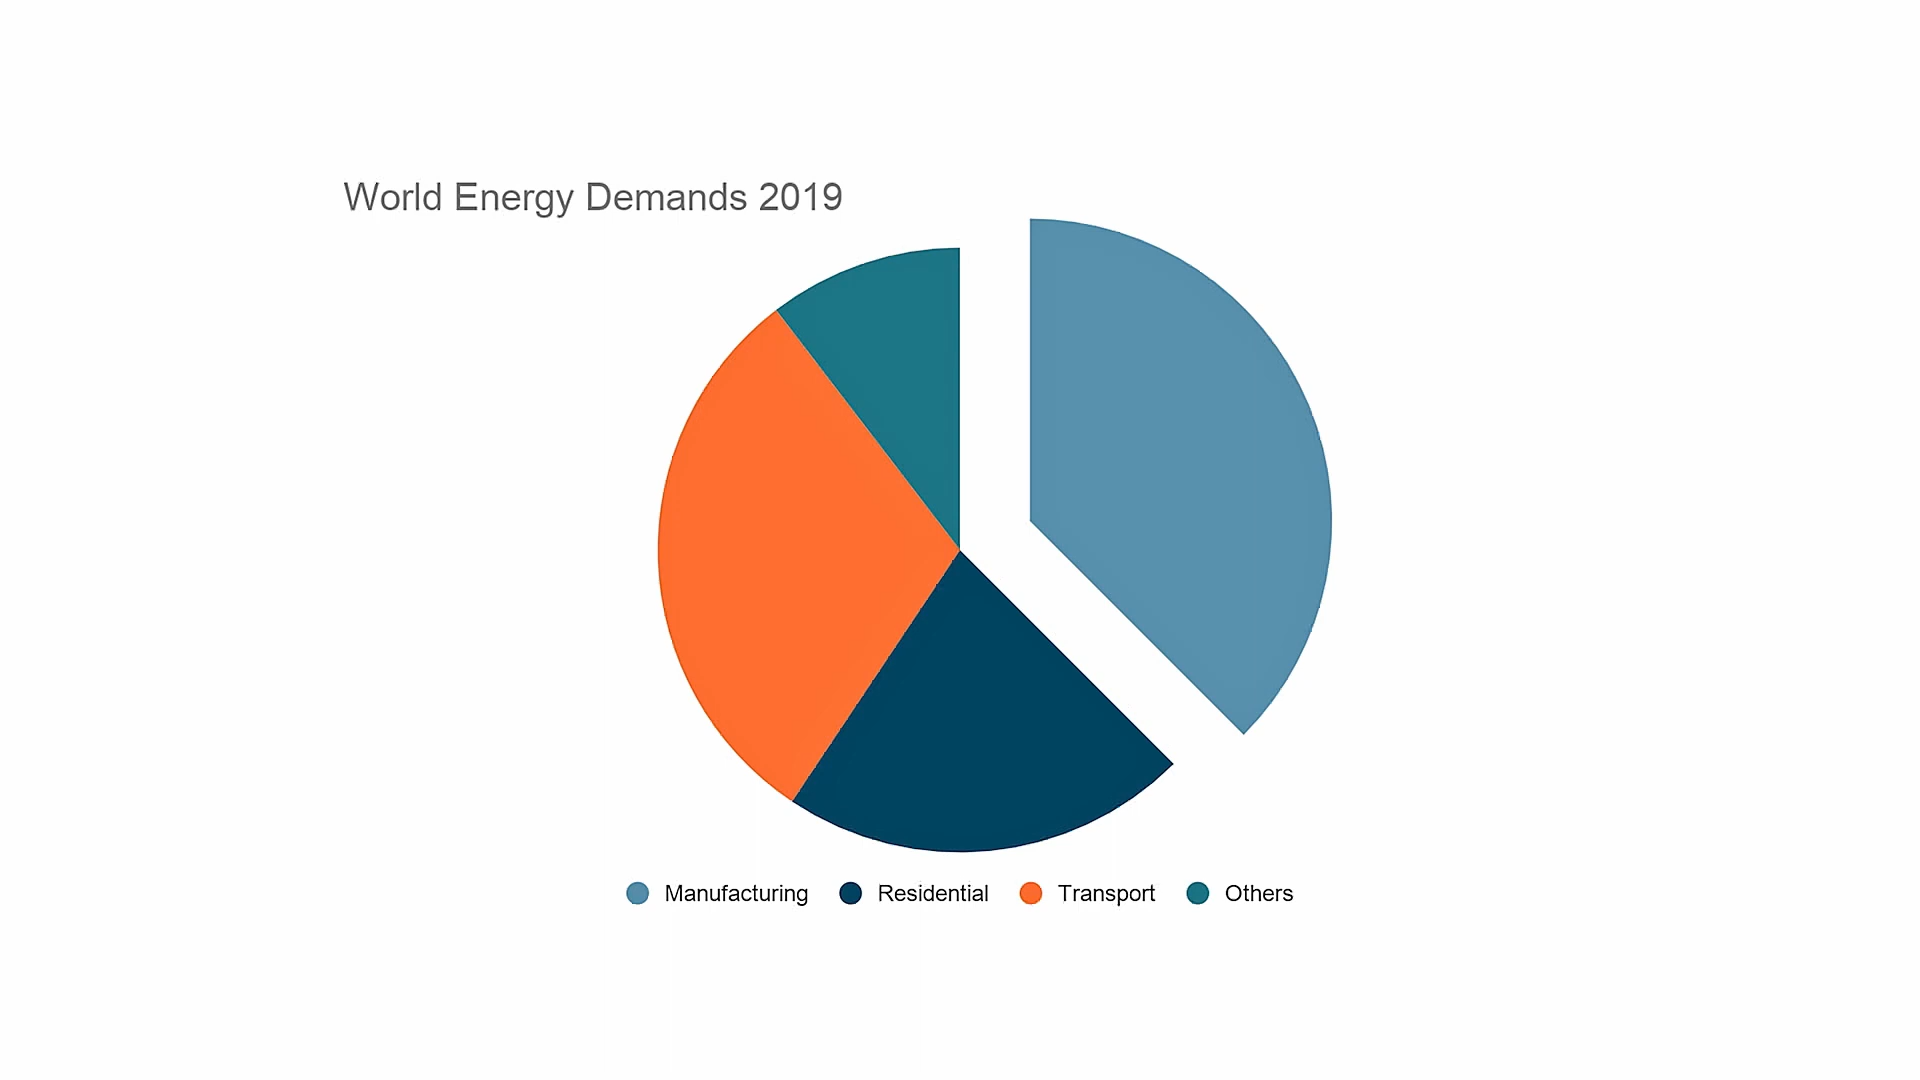 World Energy Demands 2019
Manufacturing Residential Transport Others